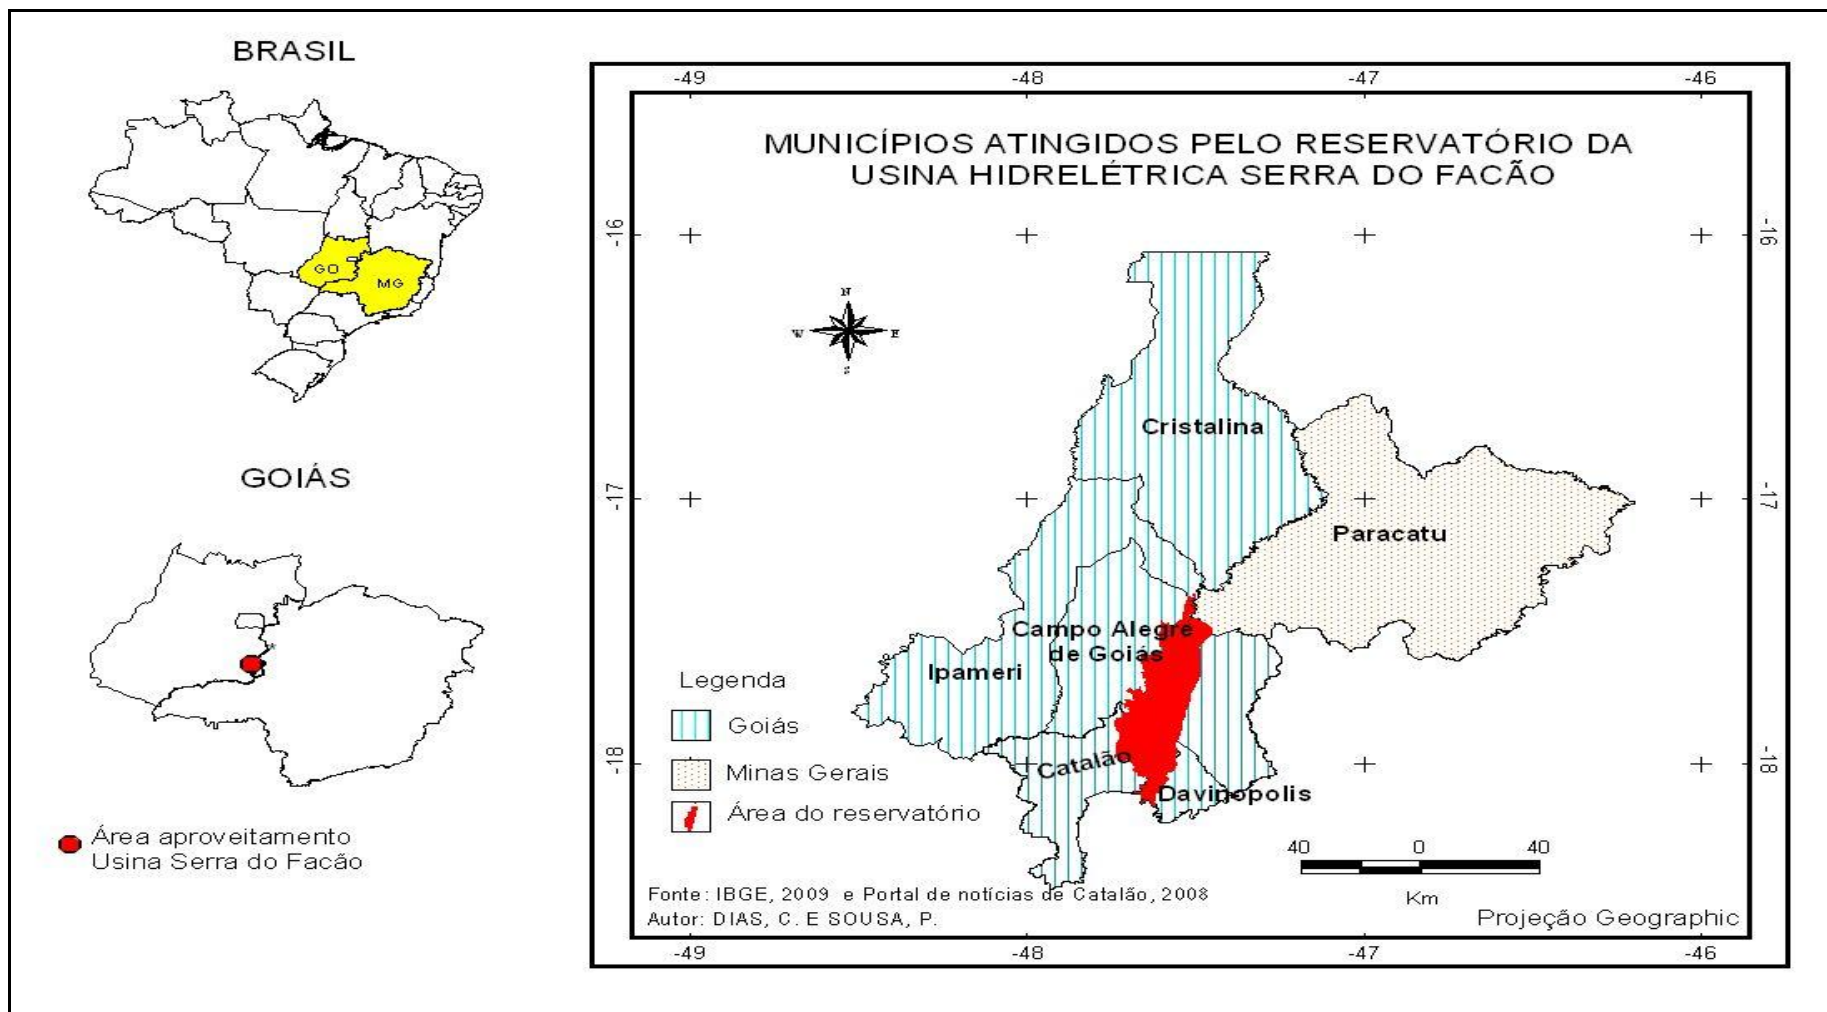 BRASIL
GO
MG
GOIÁS
Área aproveitamento
Usina Serra do Facão
-49
-48
-47
-46
MUNICÍPIOS ATINGIDOS PELO RESERVATÓRIO DA
USINA HIDRELÉTRICA SERRA DO FACÃO
-16
-16
N
W
E
S
Cristalina
-17
-17
Paracatu
Campo Alegre
de Goiás
Ipameri
Legenda
Goiás
Minas Gerais
Área do reservatório
-18
-18
Catalão
Davinopolis
40
0
40
Km
Fonte: IBGE, 2009 e Portal de notícias de Catalão, 2008
Autor: DIAS, C. E SOUSA, P.
Projeção Geographic
-49
-48
-47
-46